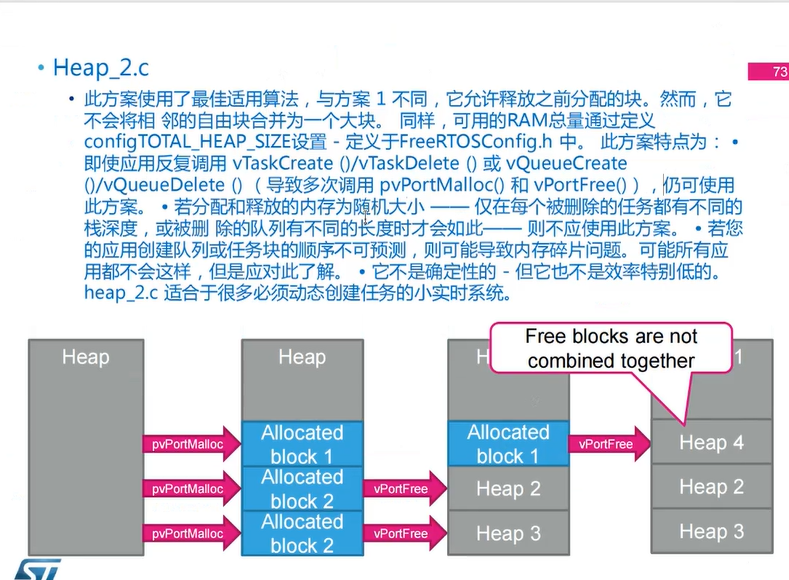 • Heap_2.c
73
• 此方案使用了最佳适用算法，与方案 1 不同，它允许释放之前分配的块。然而，它
不会将相 邻的自由块合并为一个大块。 同样，可用的RAM总量通过定义
configTOTAL_HEAP_SIZE设置 - 定义于FreeRTOSConfig.h 中。 此方案特点为： •
即使应用反复调用 vTaskCreate ()/vTaskDelete () 或 vQueueCreate
()/vQueueDelete () （导致多次调用 pvPortMalloc() 和 vPortFree() ），仍可使用
此方案。 • 若分配和释放的内存为随机大小 —— 仅在每个被删除的任务都有不同的
栈深度，或被删 除的队列有不同的长度时才会如此—— 则不应使用此方案。 • 若您
的应用创建队列或任务块的顺序不可预测，则可能导致内存碎片问题。可能所有应
用都不会这样，但是应对此了解。 • 它不是确定性的 - 但它也不是效率特别低的。
heap_2.c 适合于很多必须动态创建任务的小实时系统。
Free blocks are not
combined together
Heap
Heap
H
1
Allocated
block 1
Allocated
block 2
Allocated
block 2
Allocated
block 1
Heap 2
Heap 3
Heap 4
Heap 2
Heap 3
pvPortMalloc
pvPortMalloc
pvPortMalloc
vPortFree
vPortFree
vPortFree
ST